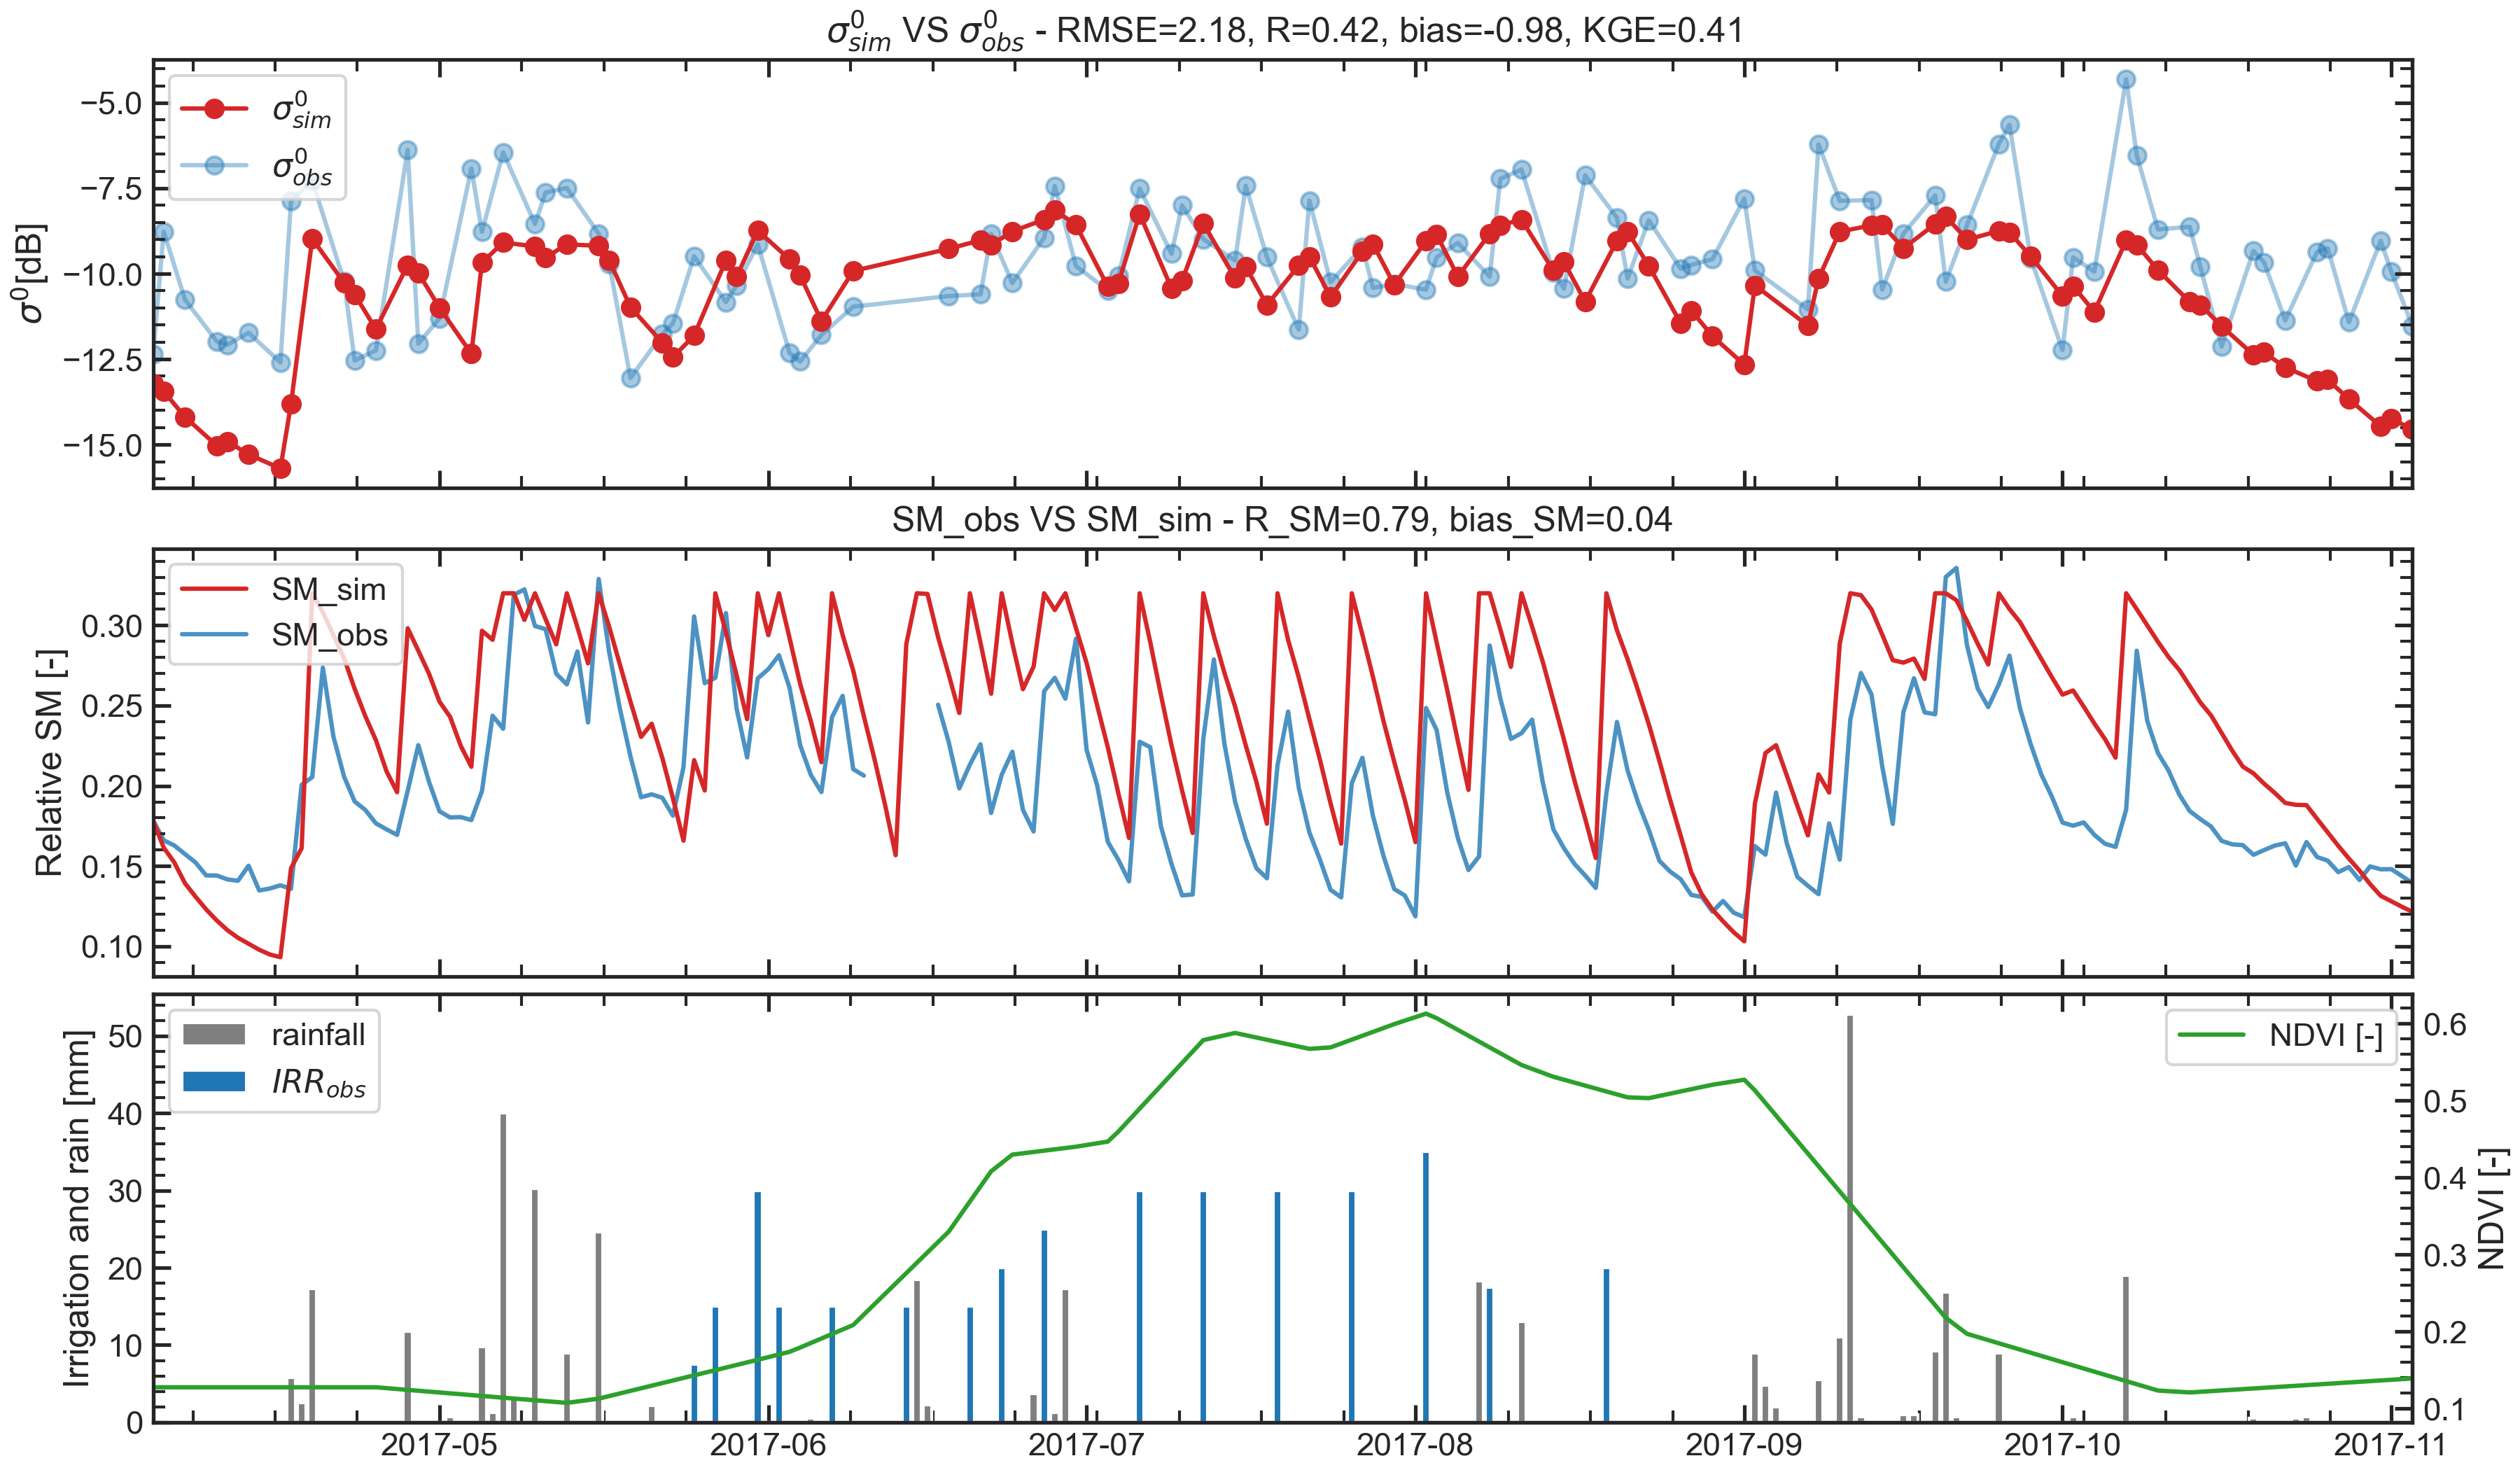 σ⁰sim VS σ⁰obs - RMSE=2.18, R=0.42, bias=-0.98, KGE=0.41
σ⁰[dB]
−5.0
−7.5
−10.0
−12.5
−15.0
σ⁰sim
σ⁰obs
SM_obs VS SM_sim - R_SM=0.79, bias_SM=0.04
Relative SM [-]
0.30
0.25
0.20
0.15
0.10
SM_sim
SM_obs
Irrigation and rain [mm]
50
40
30
20
10
0
rainfall
IRRobs
NDVI [-]
0.6
0.5
0.4
0.3
0.2
0.1
NDVI [-]
2017-05 2017-06 2017-07 2017-08 2017-09 2017-10 2017-11